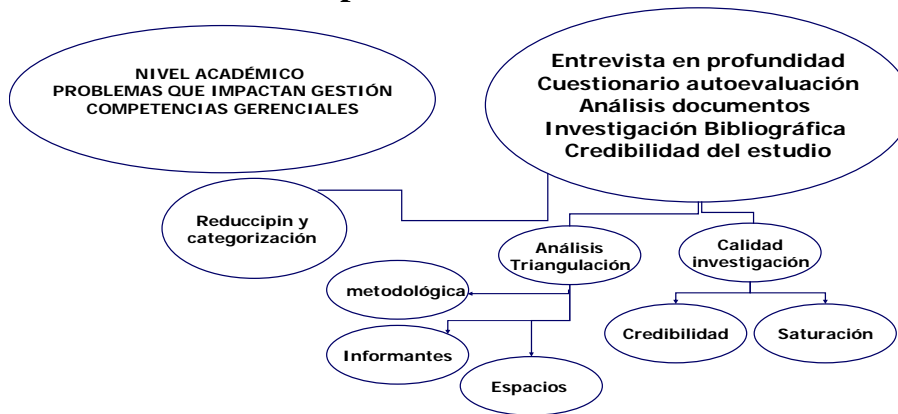 NIVEL ACADÉMICO
PROBLEMAS QUE IMPACTAN GESTIÓN
COMPETENCIAS GERENCIALES
Entrevista en profundidad
Cuestionario autoevaluación
Análisis documentos
Investigación Bibliográfica
Credibilidad del estudio
Reduccipin y
categorización
Análisis
Triangulación
Calidad
investigación
metodológica
Informantes
Espacios
Credibilidad
Saturación